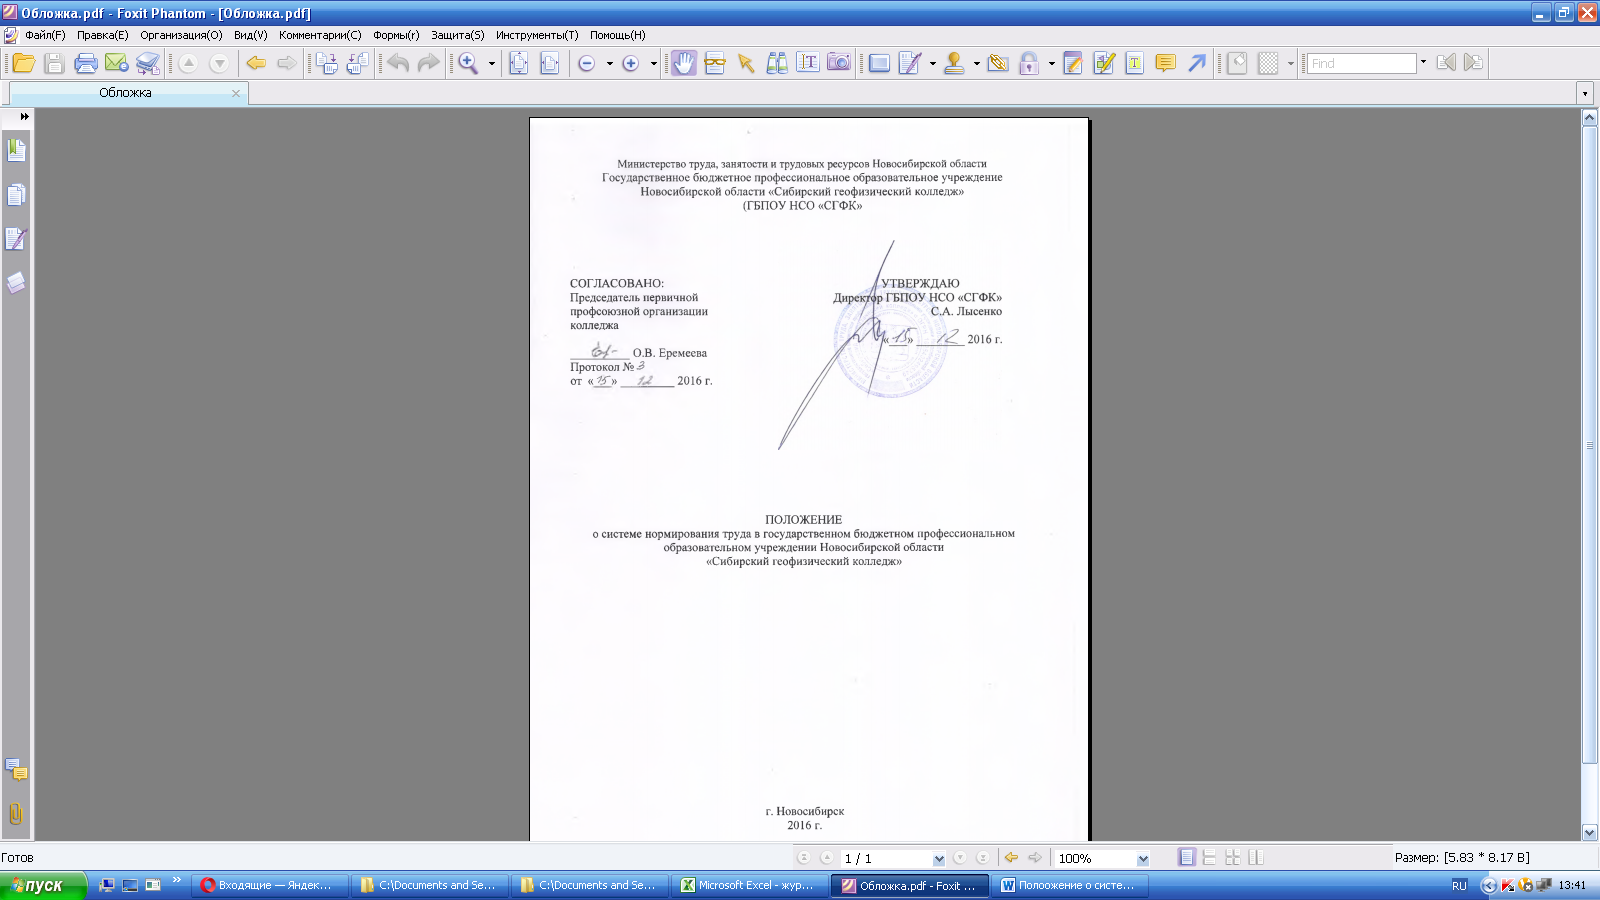 Обложка.pdf - Foxit Phantom - [Обложка.pdf]
Файл(F) Правка(E) Организация(O) Вид(V) Комментарии(C) Формы(r) Защита(S) Инструменты(T) Помощь(H)
Find
Обложка
Министерство труда, занятости и трудовых ресурсов Новосибирской области
Государственное бюджетное профессиональное образовательное учреждение
Новосибирской области «Сибирский геофизический колледж»
(ГБПОУ НСО «СГФК»
СОГЛАСОВАНО:
Председатель первичной
профсоюзной организации
колледжа
О.В. Еремеева
Протокол № 3
от «15» 12 2016 г.
УТВЕРЖДАЮ
Директор ГБПОУ НСО «СГФК»
С.А. Лысенко
«15» 12 2016 г.
ПОЛОЖЕНИЕ
о системе нормирования труда в государственном бюджетном профессиональном
образовательном учреждении Новосибирской области
«Сибирский геофизический колледж»
г. Новосибирск
2016 г.
Готов
1 / 1
100%
Размер: [5.83 * 8.17 В]
пуск
Входящие — Яндек...
C:\Documents and Se...
C:\Documents and Se...
Microsoft Excel - жур...
Обложка.pdf - Foxit ...
Полоожение о систе...
RU
13:41